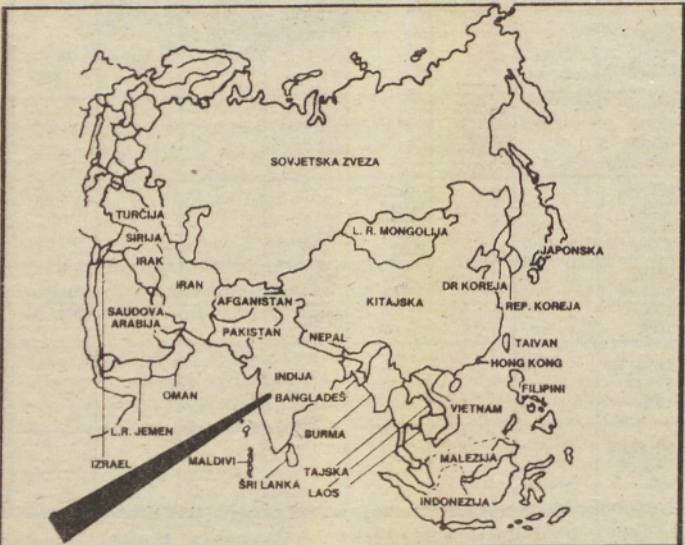 SOVJETSKA ZVEZA
TURČIJA
L. R. MONGOLIJA
SIRIJA
JAPONSKA
IRAK
IRAN
DR KOREJA
AFGANISTAN
KITAJSKA
REP. KOREJA
SAUDOVA
ARABIJA
PAKISTAN
NEPAL
TAIVAN
HONG KONG
INDIJA
FILIPINI
OMAN
BANGLADEŠ
VIETNAM
L.R. JEMEN
BURMA
MALEZIJA
IZRAEL
MALDIVI
TAJSKA
ŠRI LANKA
LAOS
INDONEZIJA